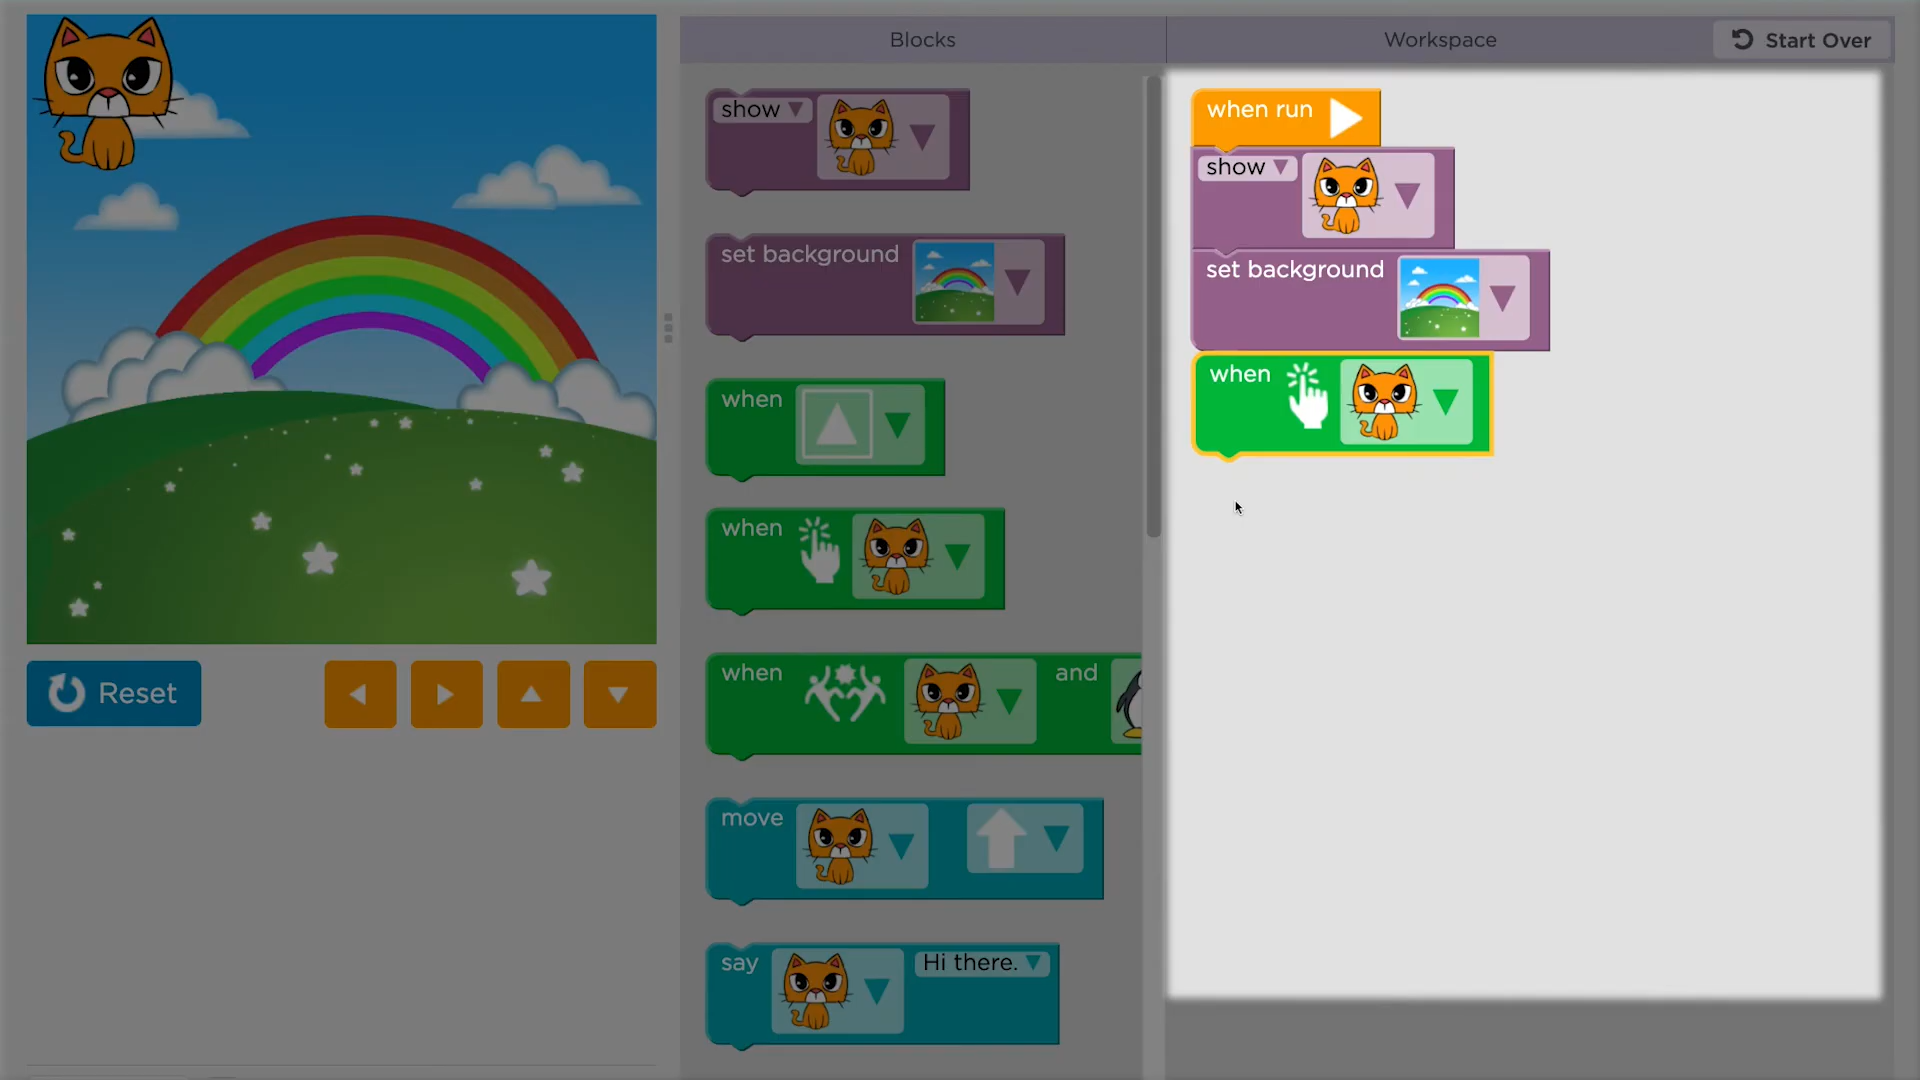 Blocks
Workspace
Start Over
show
set background
when
when
when and
move
say Hi there.
when run
show
set background
when
Reset